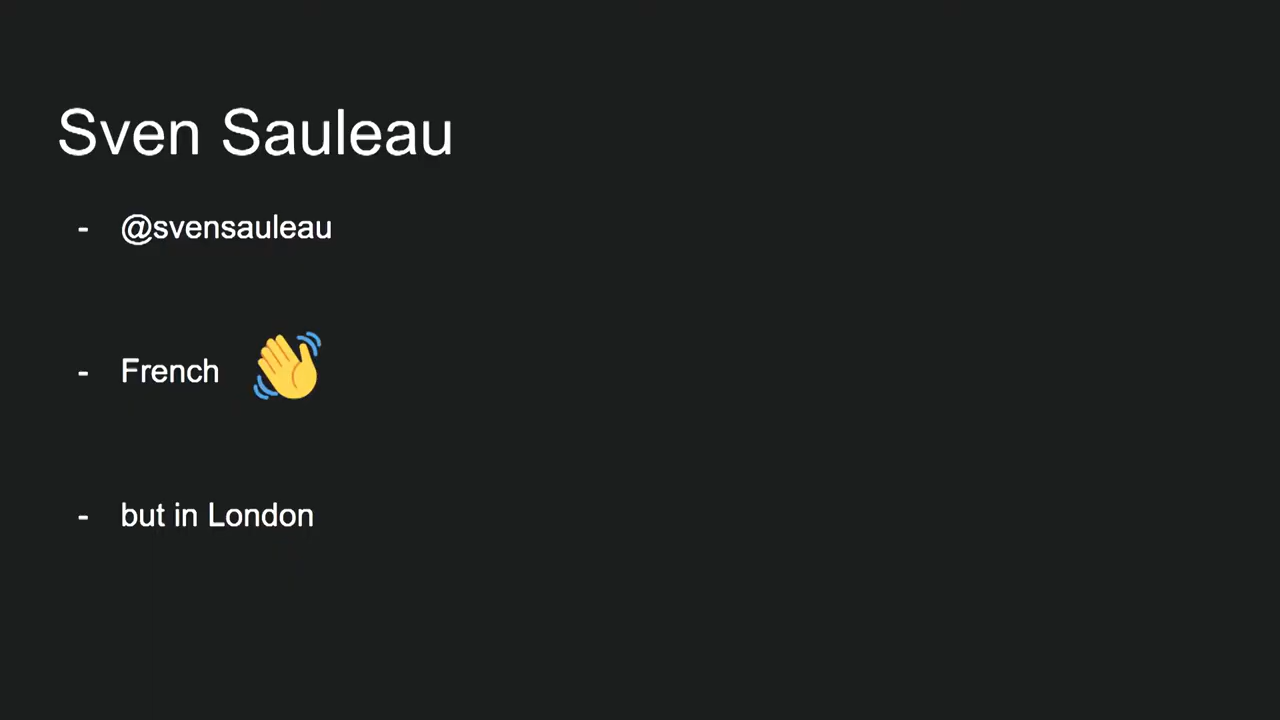 Sven Sauleau
- @svensauleau
- French 👋
- but in London